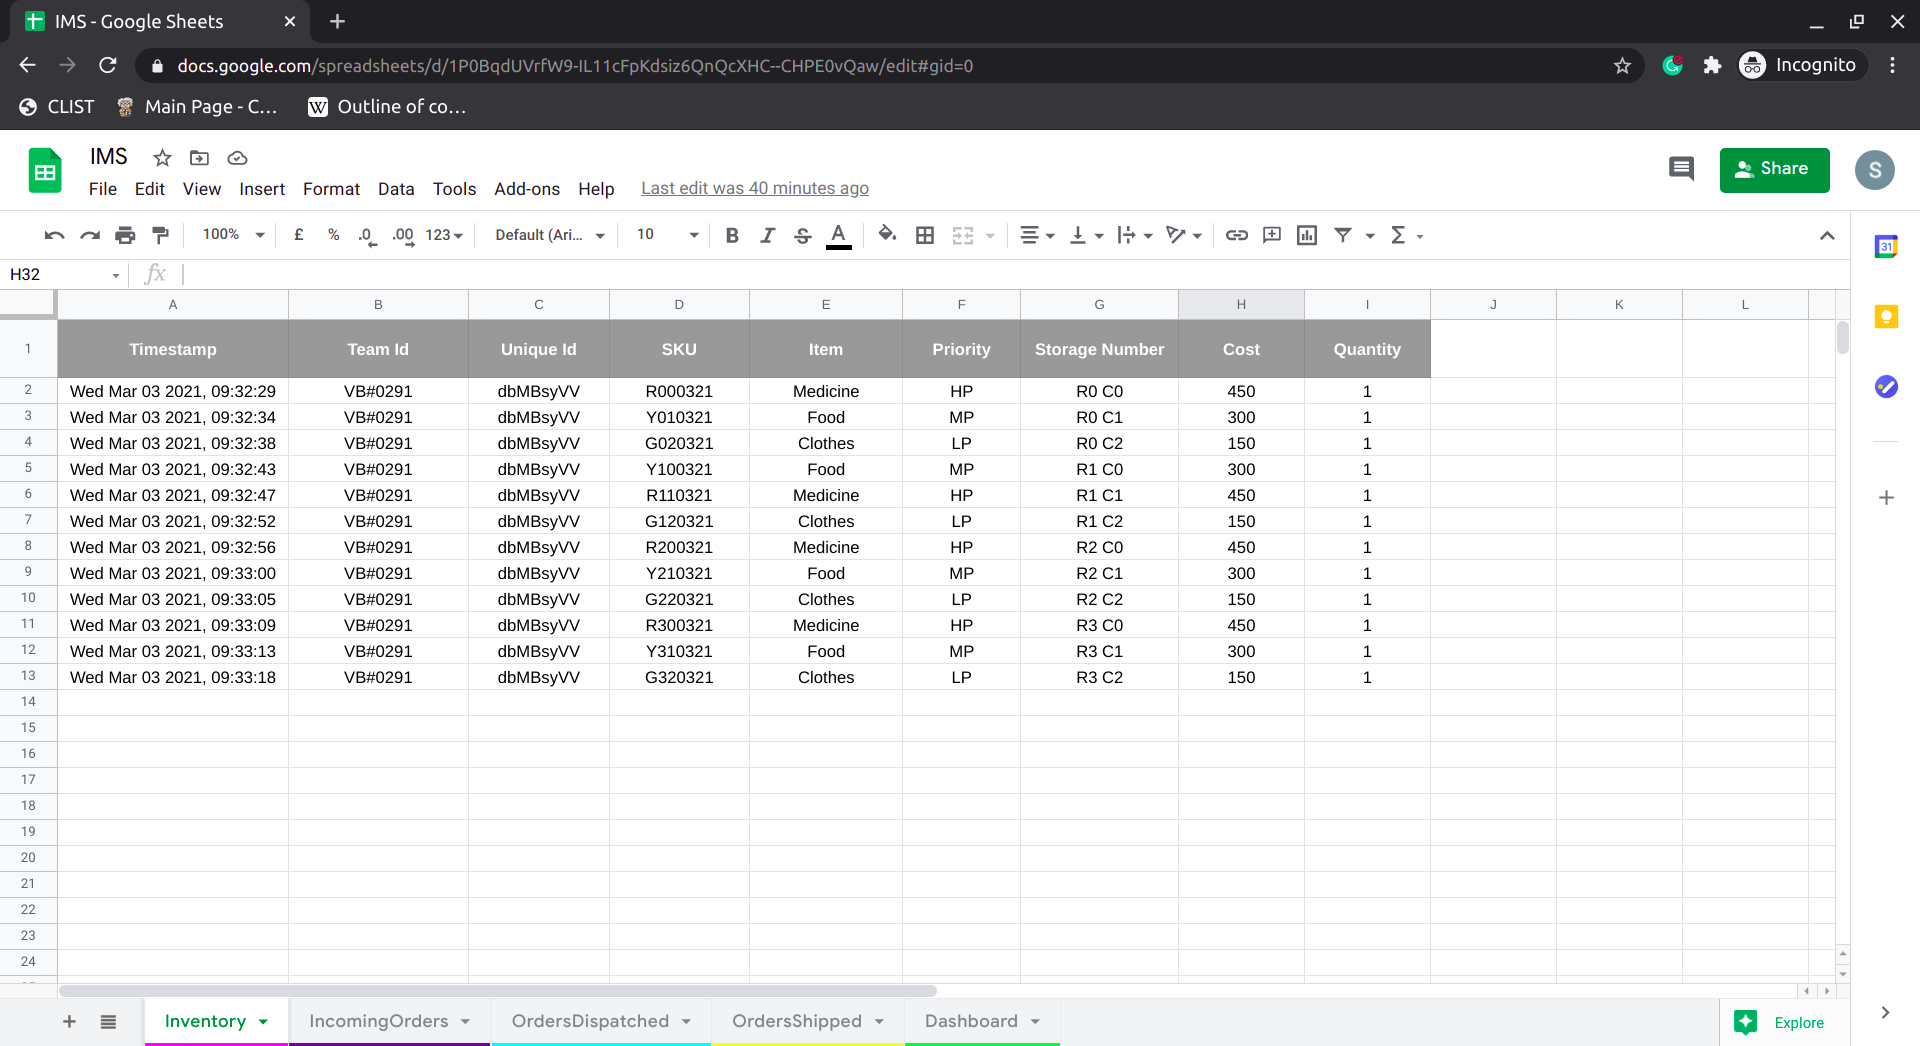 IMS - Google Sheets
docs.google.com/spreadsheets/d/1P0BqdUVrfW9-IL11cFpKdsiz6QnQcXHC--CHPE0vQaw/edit#gid=0
Incognito
CLIST Main Page - C... Outline of co...
IMS
File Edit View Insert Format Data Tools Add-ons Help Last edit was 40 minutes ago
Share
S
100% £ % .0 .00 123 Default (Ari... 10 B I S A Σ
31
H32 fx
A B C D E F G H I J K L
1 Timestamp Team Id Unique Id SKU Item Priority Storage Number Cost Quantity
2 Wed Mar 03 2021, 09:32:29 VB#0291 dbMBsyVV R000321 Medicine HP R0 C0 450 1
3 Wed Mar 03 2021, 09:32:34 VB#0291 dbMBsyVV Y010321 Food MP R0 C1 300 1
4 Wed Mar 03 2021, 09:32:38 VB#0291 dbMBsyVV G020321 Clothes LP R0 C2 150 1
5 Wed Mar 03 2021, 09:32:43 VB#0291 dbMBsyVV Y100321 Food MP R1 C0 300 1
6 Wed Mar 03 2021, 09:32:47 VB#0291 dbMBsyVV R110321 Medicine HP R1 C1 450 1
7 Wed Mar 03 2021, 09:32:52 VB#0291 dbMBsyVV G120321 Clothes LP R1 C2 150 1
8 Wed Mar 03 2021, 09:32:56 VB#0291 dbMBsyVV R200321 Medicine HP R2 C0 450 1
9 Wed Mar 03 2021, 09:33:00 VB#0291 dbMBsyVV Y210321 Food MP R2 C1 300 1
10 Wed Mar 03 2021, 09:33:05 VB#0291 dbMBsyVV G220321 Clothes LP R2 C2 150 1
11 Wed Mar 03 2021, 09:33:09 VB#0291 dbMBsyVV R300321 Medicine HP R3 C0 450 1
12 Wed Mar 03 2021, 09:33:13 VB#0291 dbMBsyVV Y310321 Food MP R3 C1 300 1
13 Wed Mar 03 2021, 09:33:18 VB#0291 dbMBsyVV G320321 Clothes LP R3 C2 150 1
14
15
16
17
18
19
20
21
22
23
24
Inventory IncomingOrders OrdersDispatched OrdersShipped Dashboard Explore